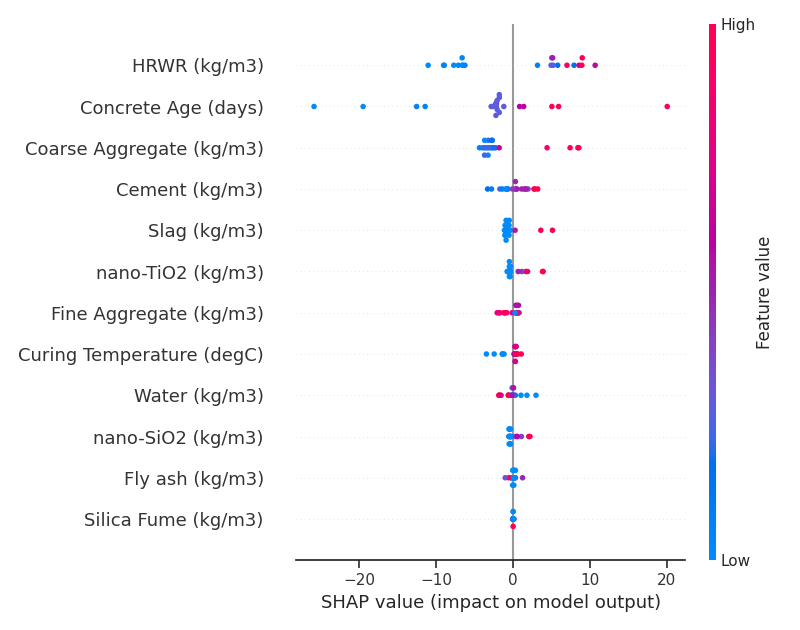 High
HRWR (kg/m3)
Concrete Age (days)
Coarse Aggregate (kg/m3)
Cement (kg/m3)
Slag (kg/m3)
nano-TiO2 (kg/m3)
Fine Aggregate (kg/m3)
Curing Temperature (degC)
Water (kg/m3)
nano-SiO2 (kg/m3)
Fly ash (kg/m3)
Silica Fume (kg/m3)
Feature value
Low
−20 −10 0 10 20
SHAP value (impact on model output)